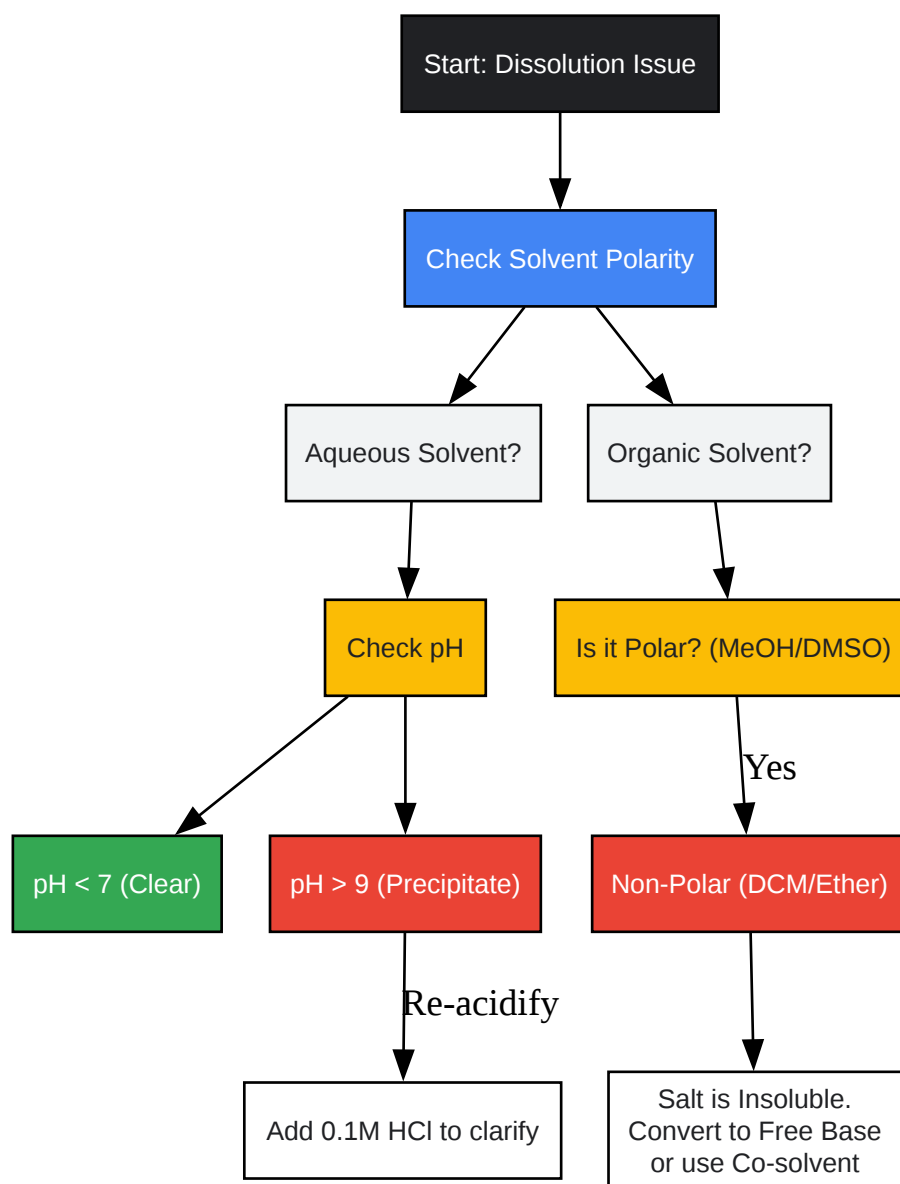 Start: Dissolution Issue
Check Solvent Polarity
Aqueous Solvent?
Organic Solvent?
Check pH
Is it Polar? (MeOH/DMSO)
Yes
pH < 7 (Clear)
pH > 9 (Precipitate)
Non-Polar (DCM/Ether)
Re-acidify
Add 0.1M HCl to clarify
Salt is Insoluble.
Convert to Free Base
or use Co-solvent